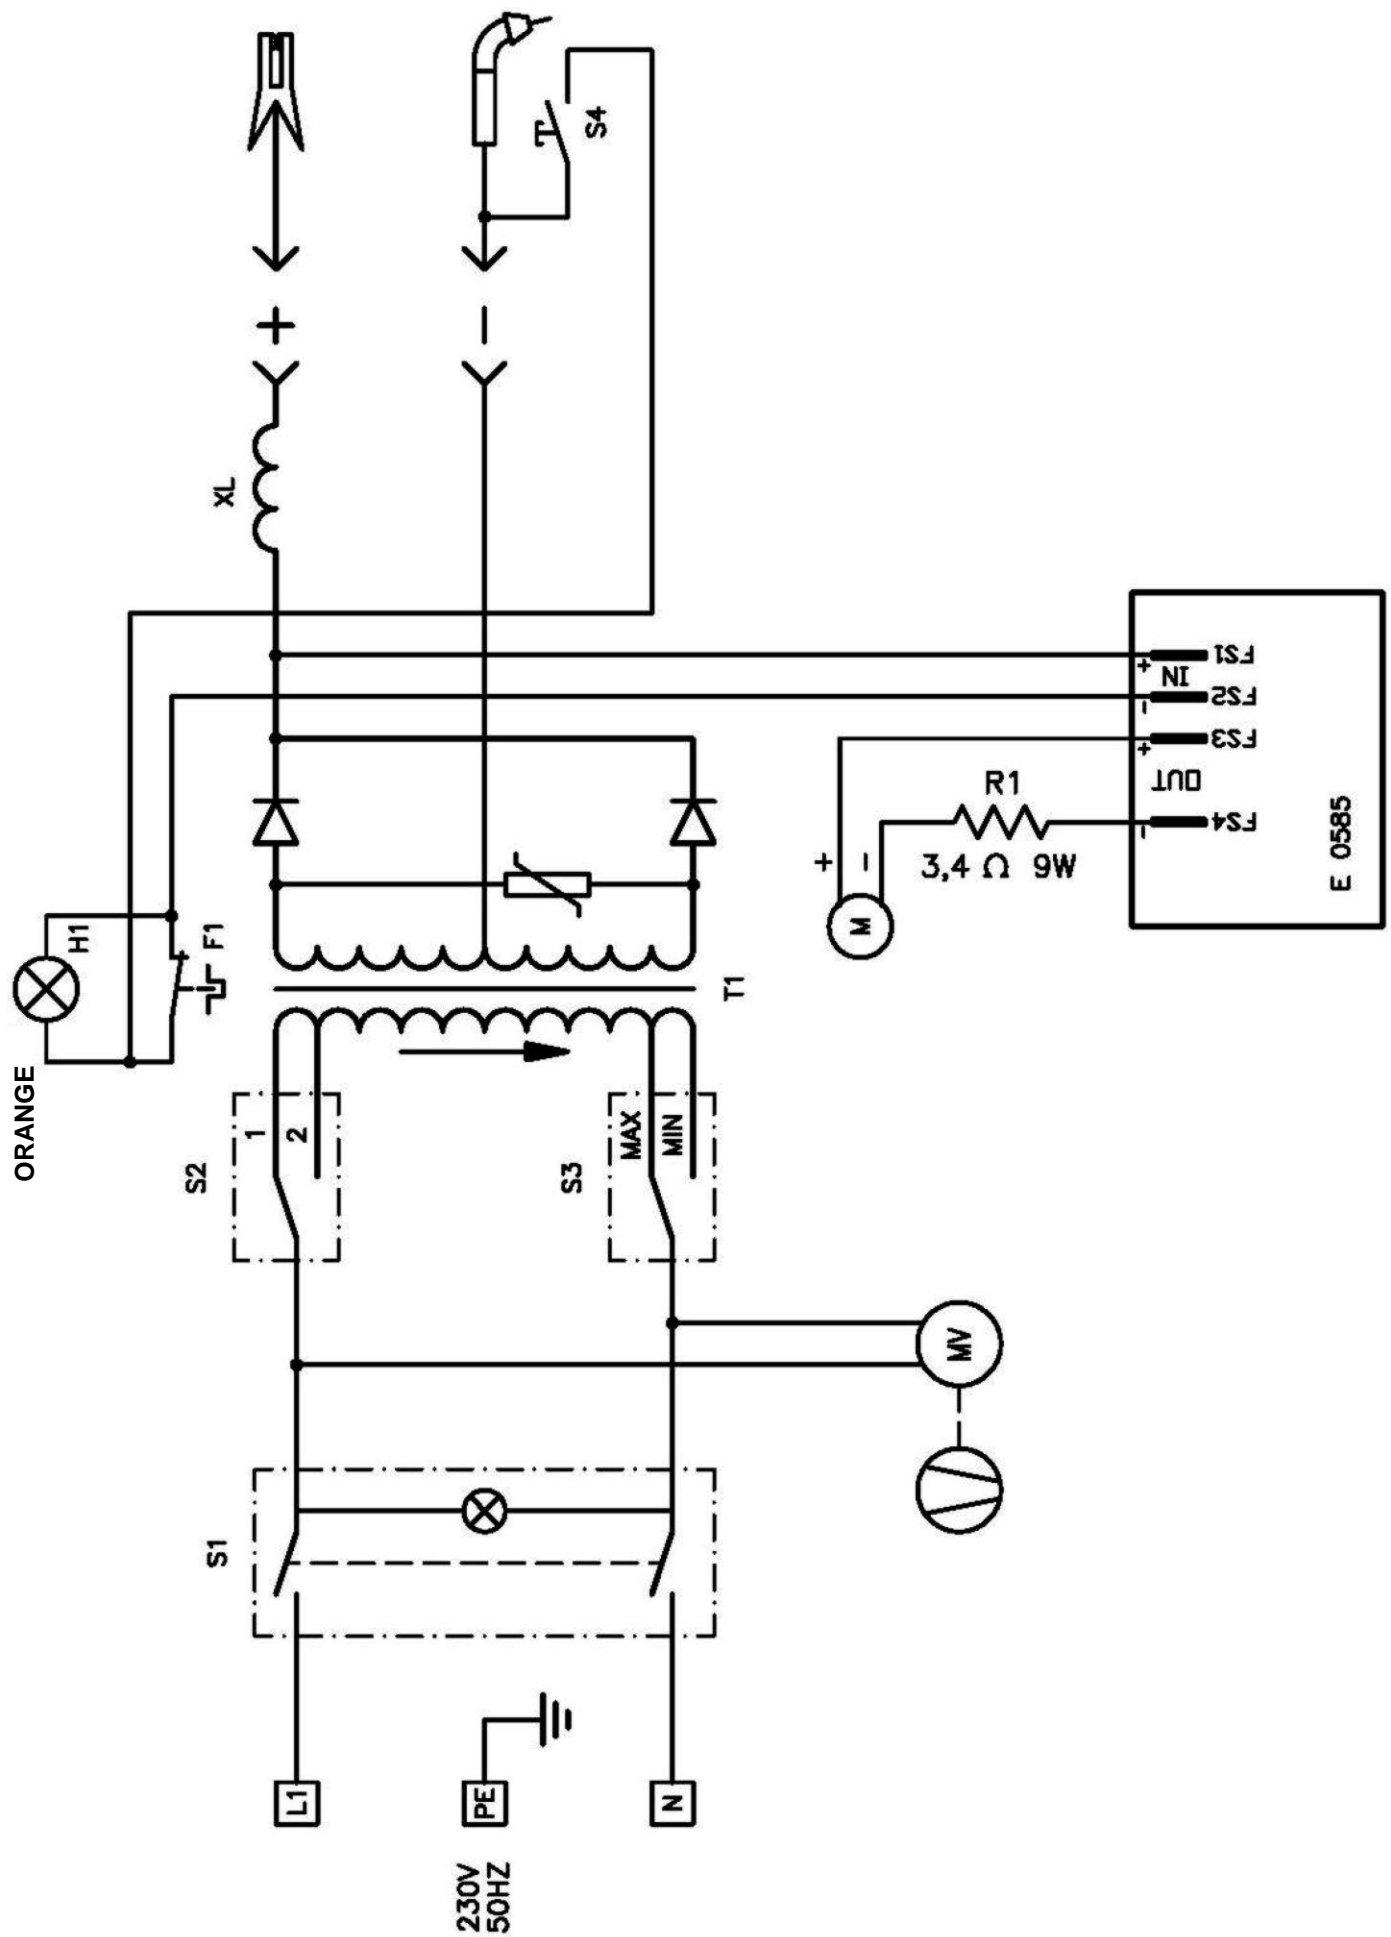 ORANGE
H1
F1
XL
+
-
S4
S2
1
2
S3
MAX
MIN
T1
S1
L1
PE
N
230V
50HZ
MV
M
+
-
R1
3,4 Ω 9W
+
IN
-
+
OUT
-
FS1
FS2
FS3
FS4
E 0585